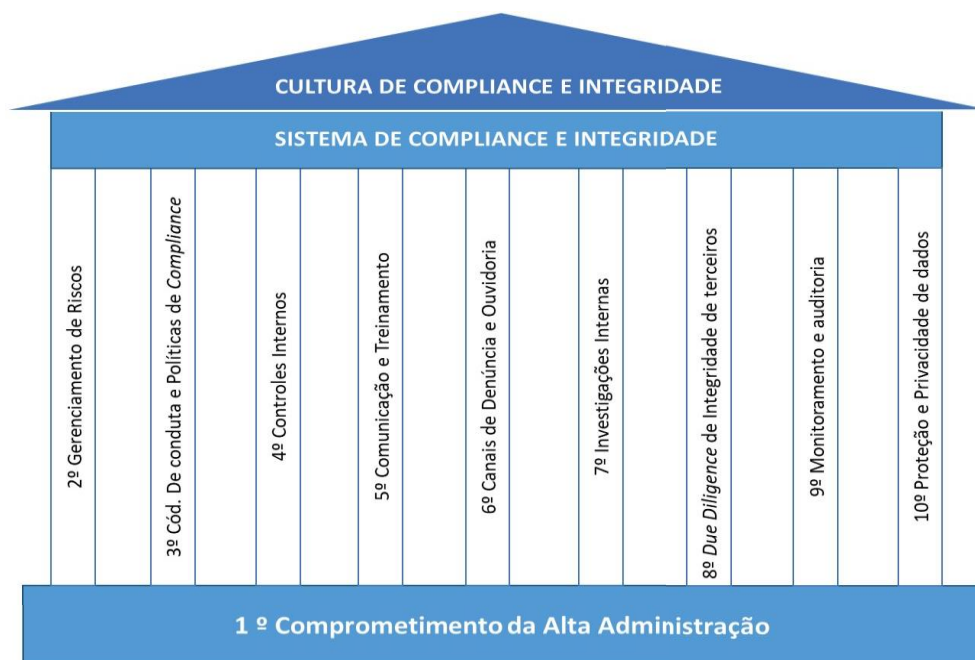 CULTURA DE COMPLIANCE E INTEGRIDADE
SISTEMA DE COMPLIANCE E INTEGRIDADE
2º Gerenciamento de Riscos
3º Cód. De conduta e Políticas de Compliance
4º Controles Internos
5º Comunicação e Treinamento
6º Canais de Denúncia e Ouvidoria
7º Investigações Internas
8º Due Diligence de Integridade de terceiros
9º Monitoramento e auditoria
10º Proteção e Privacidade de dados
1 º Comprometimento da Alta Administração